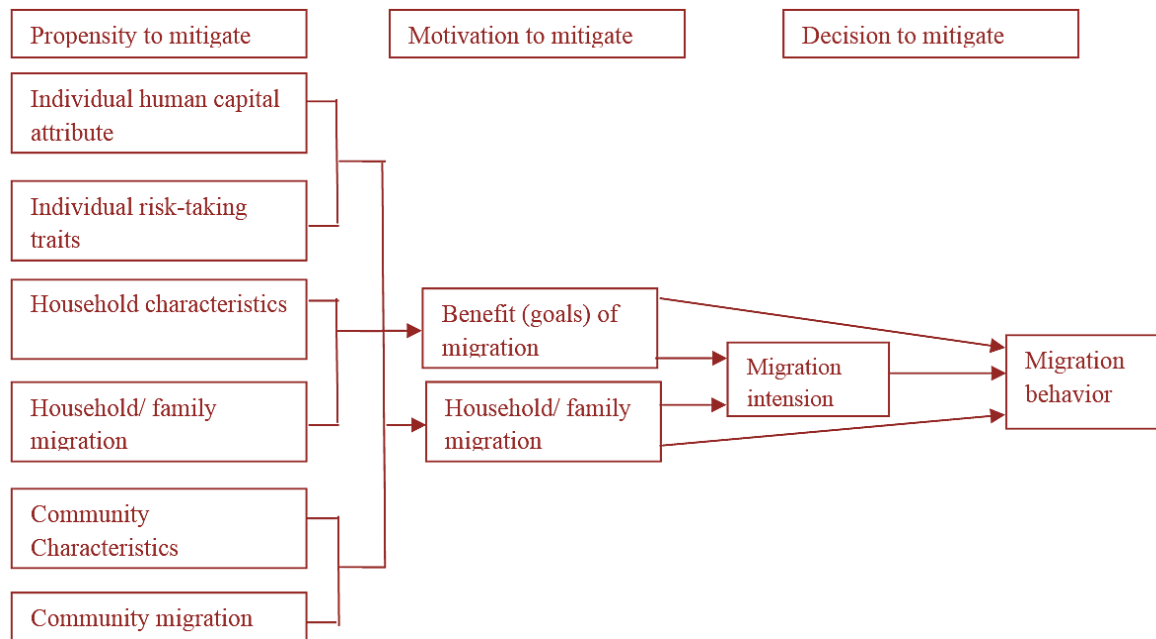 Propensity to mitigate
Motivation to mitigate
Decision to mitigate
Individual human capital
attribute
Individual risk-taking
traits
Household characteristics
Household/ family
migration
Community
Characteristics
Community migration
Benefit (goals) of
migration
Household/ family
migration
Migration
intension
Migration
behavior